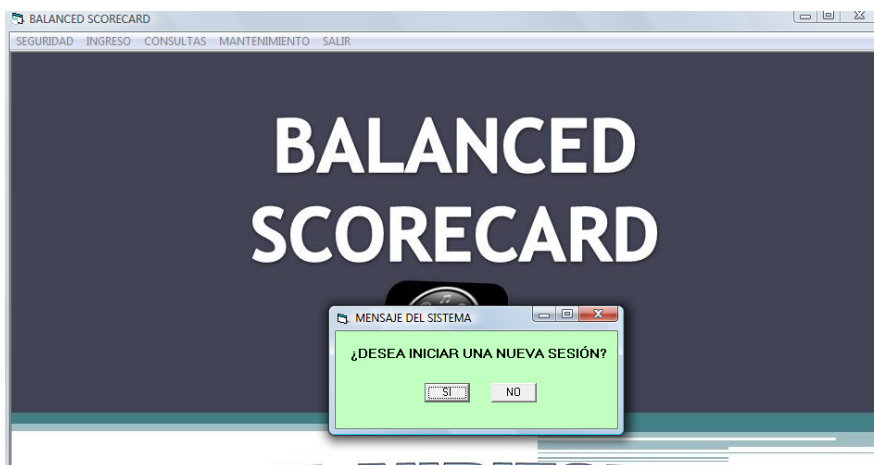 BALANCED SCORECARD
SEGURIDAD INGRESO CONSULTAS MANTENIMIENTO SALIR
BALANCED
SCORECARD
MENSAJE DEL SISTEMA
¿DESEA INICIAR UNA NUEVA SESIÓN?
SI NO